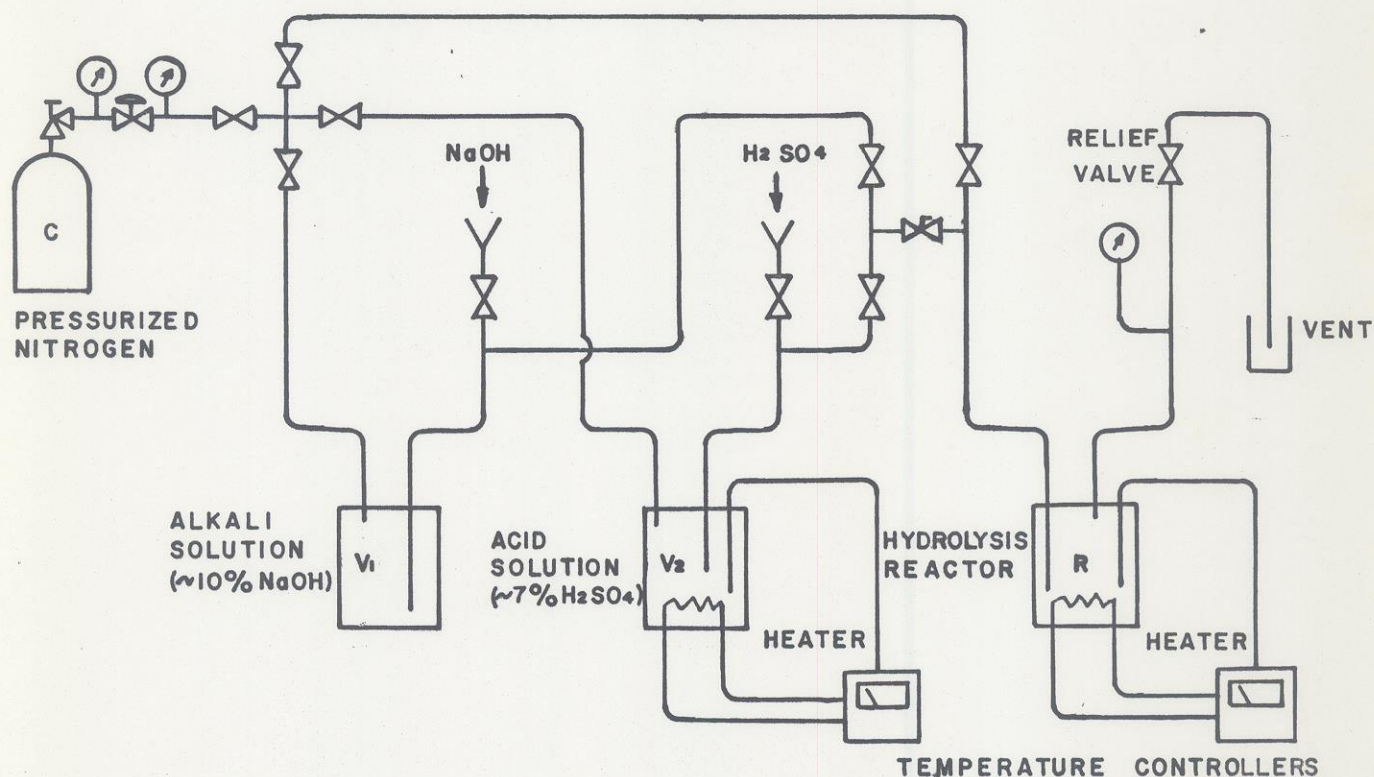 NaOH
H2 SO4
RELIEF
VALVE
C
PRESSURIZED
NITROGEN
VENT
ALKALI
SOLUTION
(~10% NaOH)
V1
ACID
SOLUTION
(~7% H2SO4)
V2
HYDROLYSIS
REACTOR
R
HEATER
HEATER
TEMPERATURE CONTROLLERS